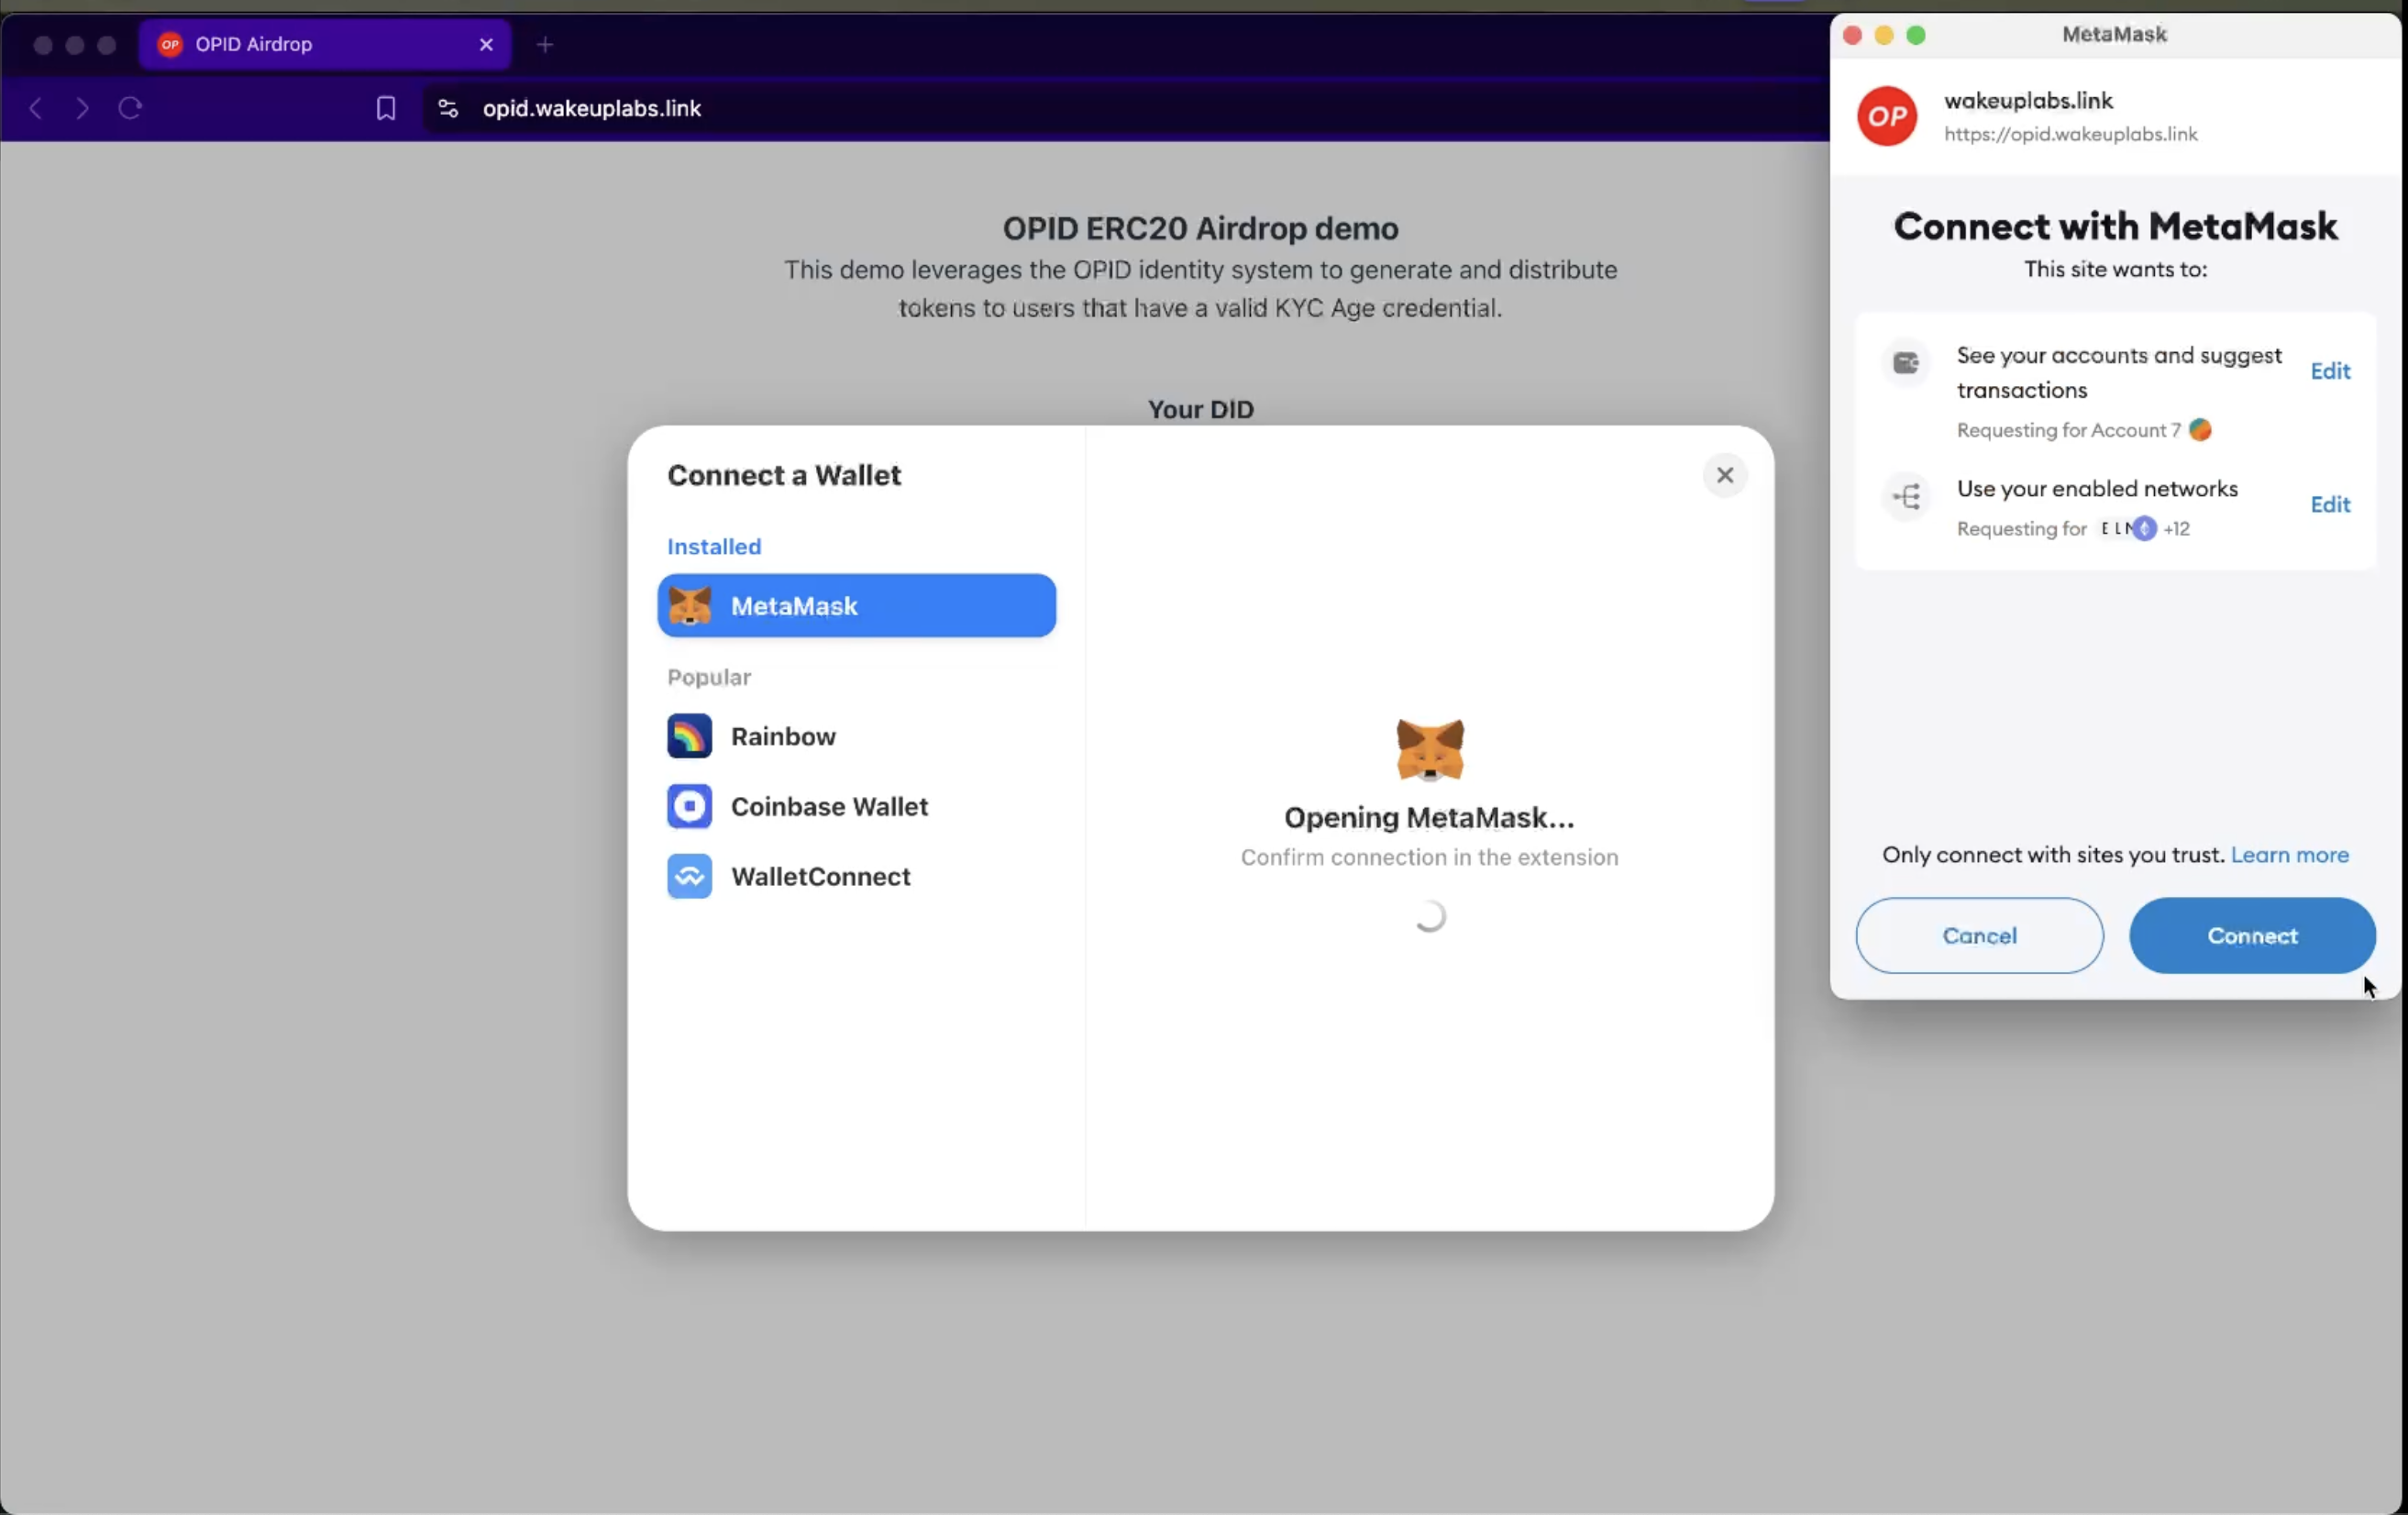 OP OPID Airdrop
opid.wakeuplabs.link
OPID ERC20 Airdrop demo
This demo leverages the OPID identity system to generate and distribute
tokens to users that have a valid KYC Age credential.
Your DID
Connect a Wallet
Installed
MetaMask
Popular
Rainbow
Coinbase Wallet
WalletConnect
Opening MetaMask...
Confirm connection in the extension
MetaMask
OP
wakeuplabs.link
https://opid.wakeuplabs.link
Connect with MetaMask
This site wants to:
See your accounts and suggest
transactions
Edit
Requesting for Account 7
Use your enabled networks
Edit
Requesting for E L +12
Only connect with sites you trust. Learn more
Cancel
Connect